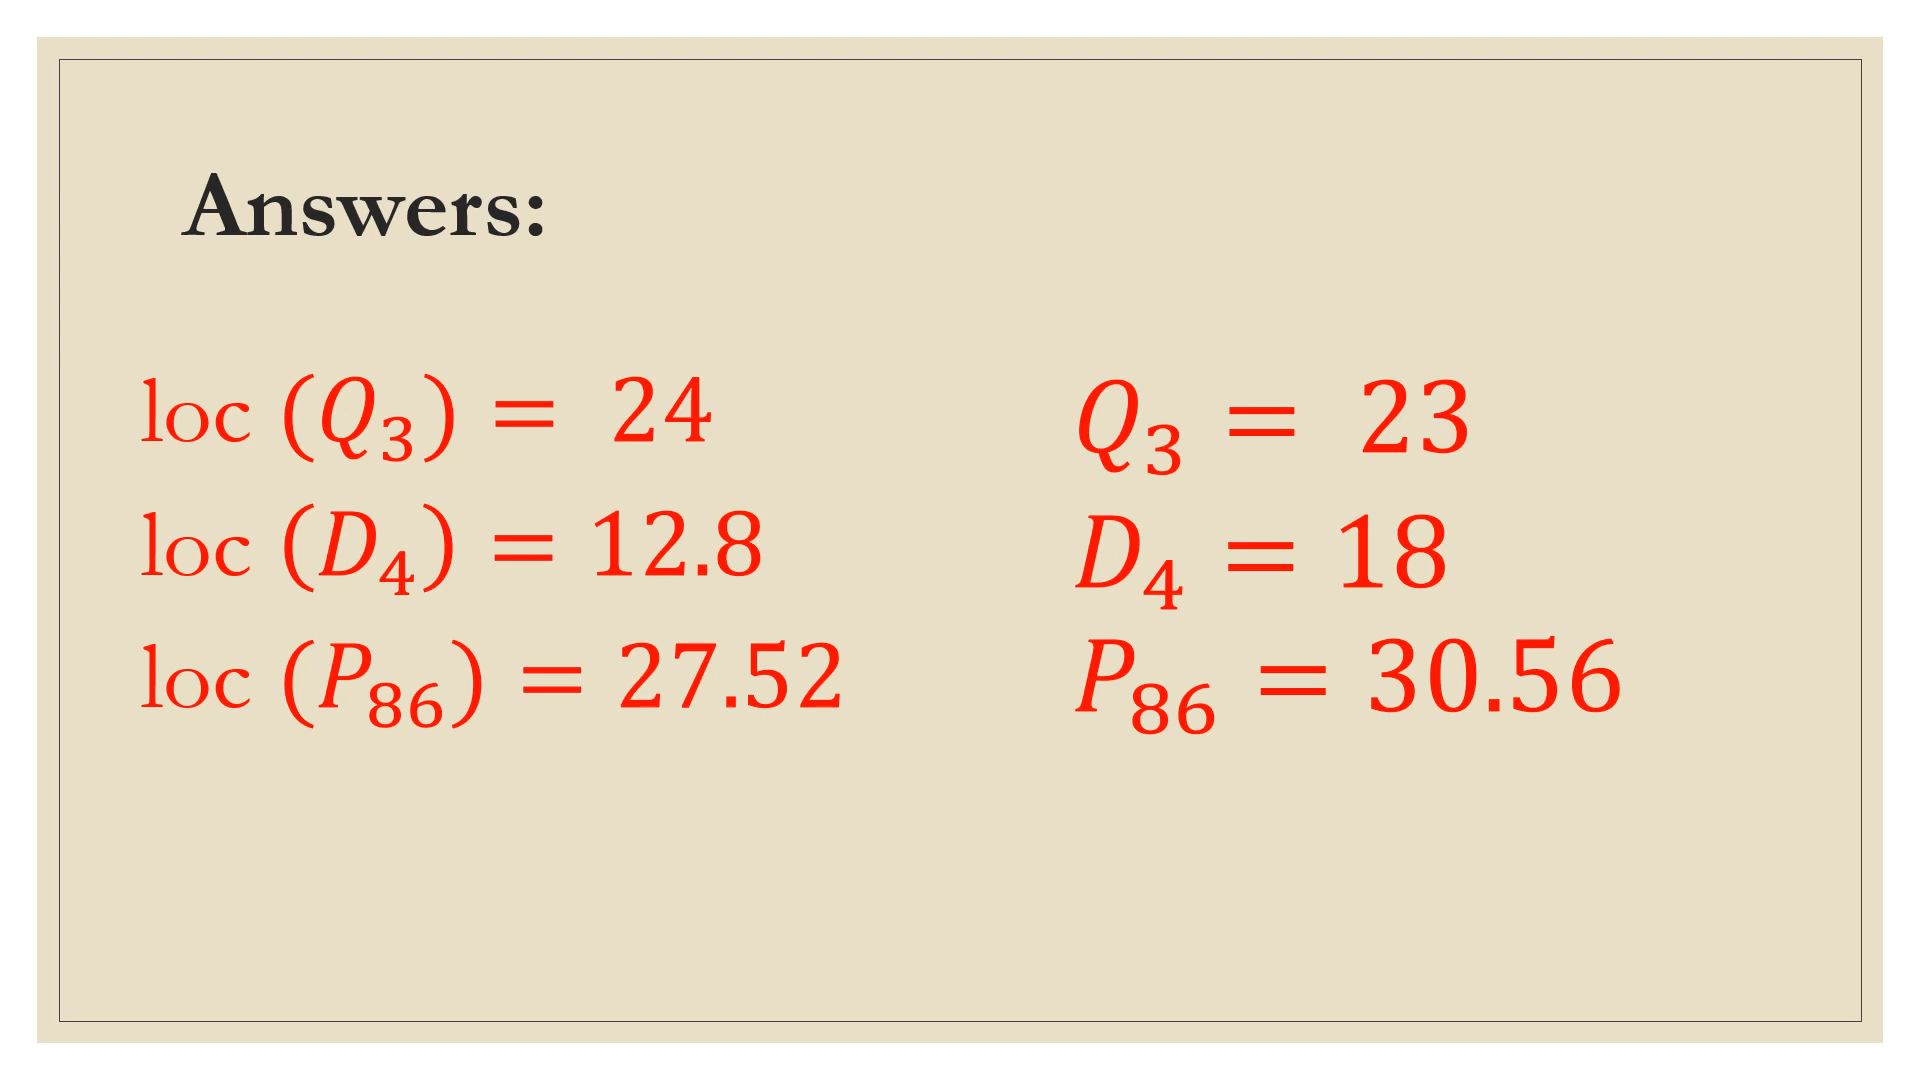 Answers:
loc (Q₃) = 24
loc (D₄) = 12.8
loc (P₈₆) = 27.52
Q₃ = 23
D₄ = 18
P₈₆ = 30.56